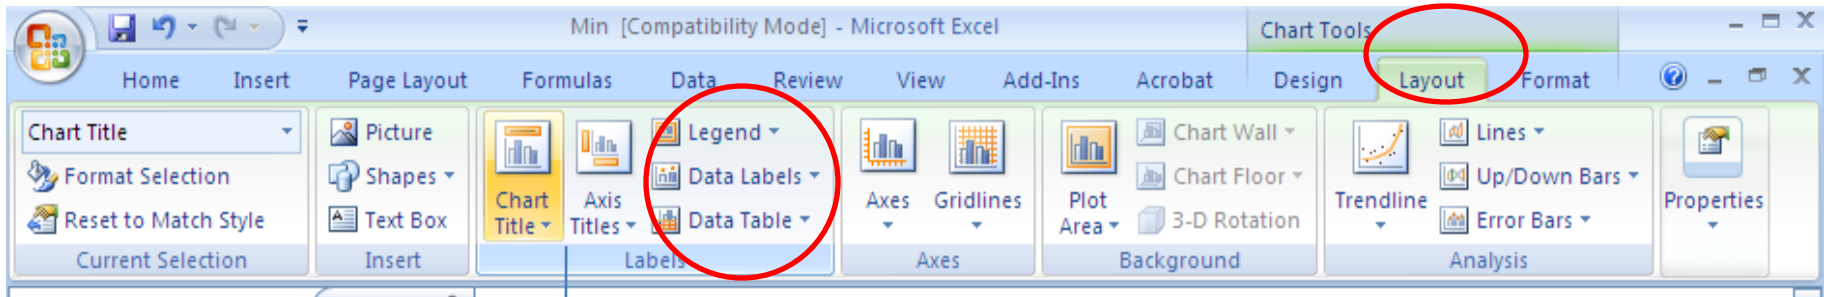 Min [Compatibility Mode] - Microsoft Excel
Chart Tools
Home Insert Page Layout Formulas Data Review View Add-Ins Acrobat Design Layout Format
Chart Title
Format Selection
Reset to Match Style
Current Selection
Picture
Shapes
Text Box
Insert
Chart
Title
Axis
Titles
Legend
Data Labels
Data Table
Labels
Axes
Gridlines
Axes
Plot
Area
Chart Wall
Chart Floor
3-D Rotation
Background
Trendline
Lines
Up/Down Bars
Error Bars
Analysis
Properties